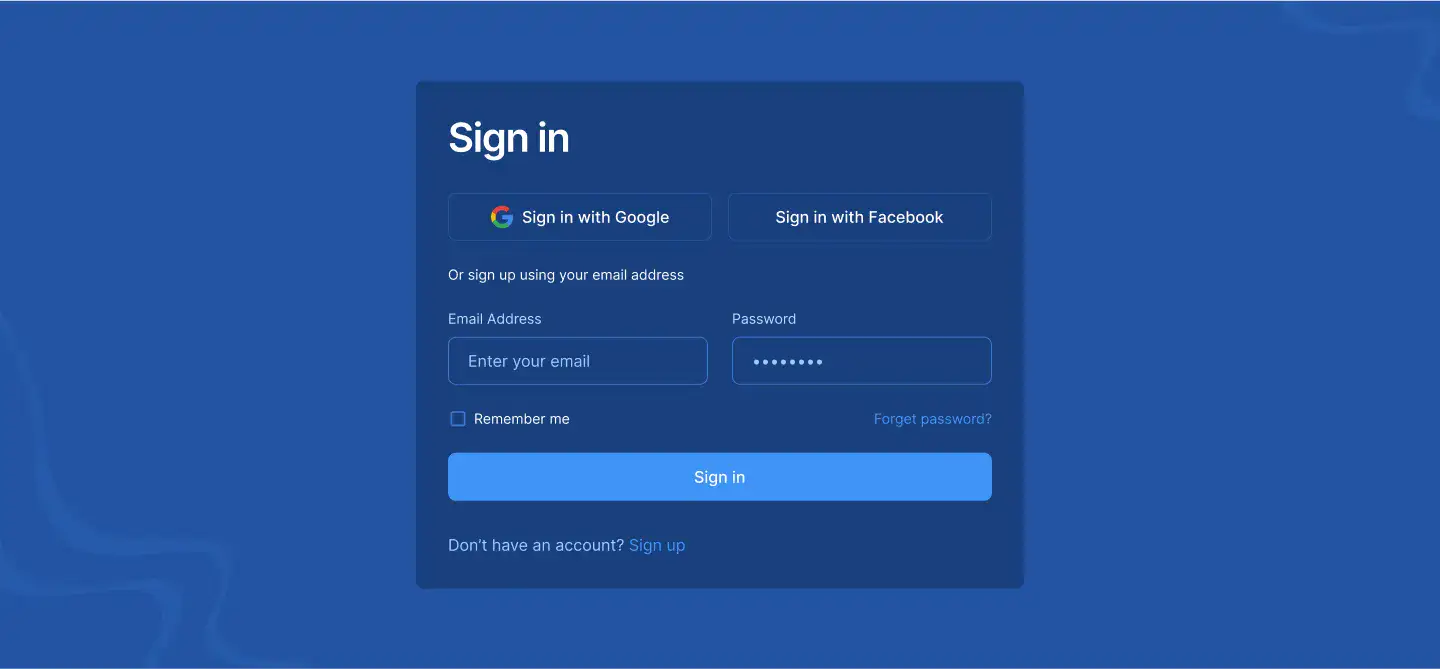 Sign in
Sign in with Google
Sign in with Facebook
Or sign up using your email address
Email Address
Password
Enter your email
••••••••
Remember me
Forget password?
Sign in
Don’t have an account? Sign up